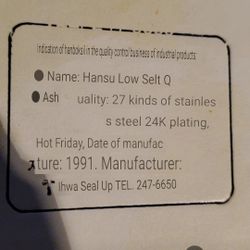 Indication of hanboksil in the quality control business of industrial products
Name: Hansu Low Selt Q
Ash uality: 27 kinds of stainles
s steel 24K plating,
Hot Friday, Date of manufac
ture: 1991. Manufacturer:
Ihwa Seal Up TEL. 247-6650